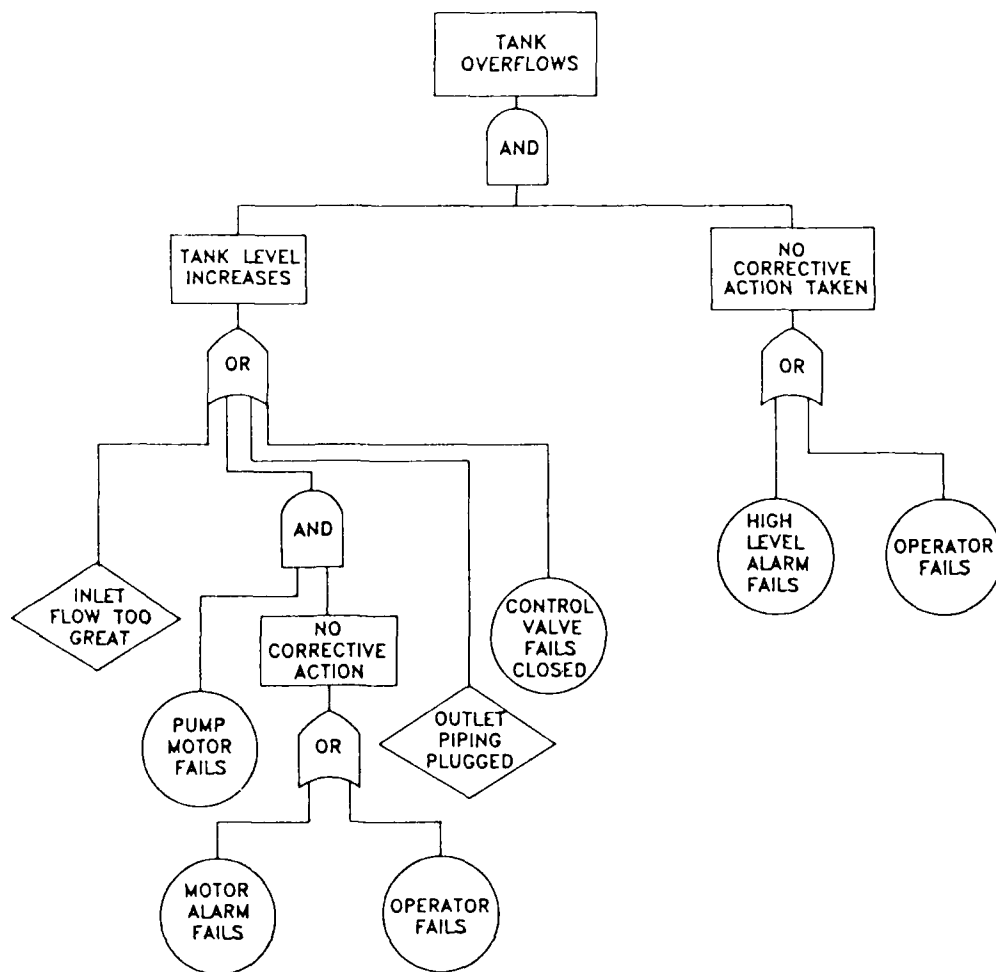 TANK
OVERFLOWS
AND
TANK LEVEL
INCREASES
NO
CORRECTIVE
ACTION TAKEN
OR
OR
AND
HIGH
LEVEL
ALARM
FAILS
OPERATOR
FAILS
INLET
FLOW TOO
GREAT
NO
CORRECTIVE
ACTION
CONTROL
VALVE
FAILS
CLOSED
PUMP
MOTOR
FAILS
OR
OUTLET
PIPING
PLUGGED
MOTOR
ALARM
FAILS
OPERATOR
FAILS